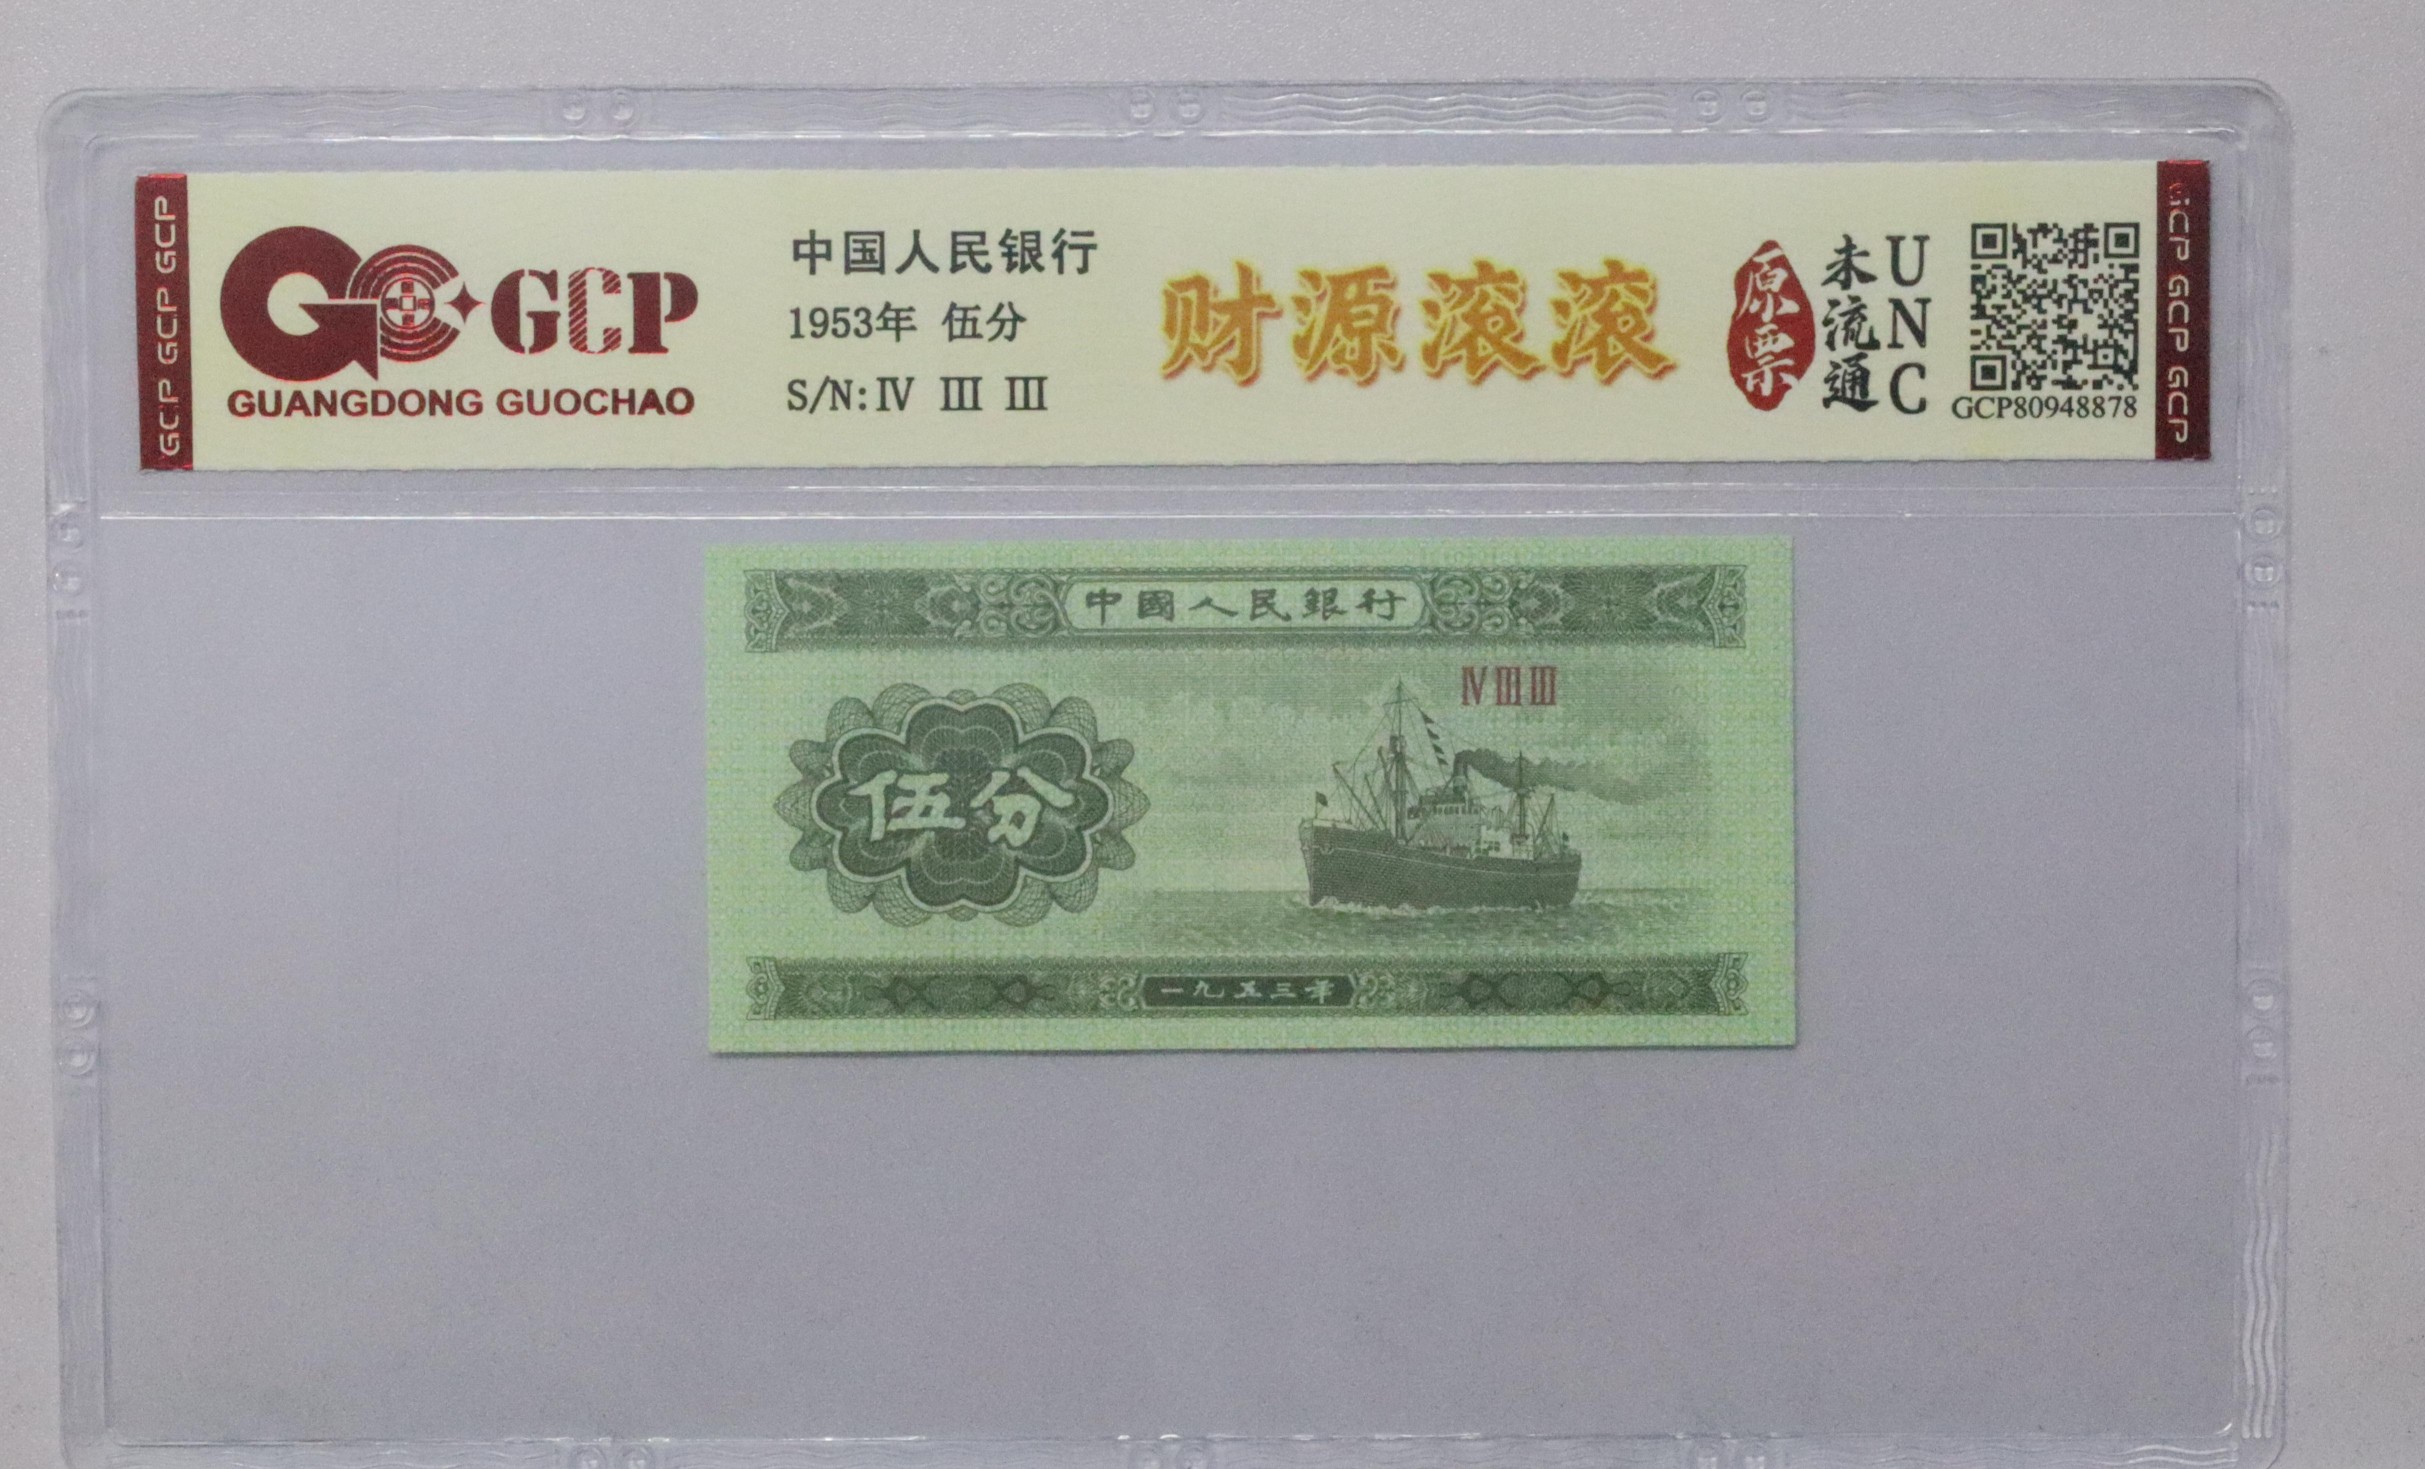 GCP GCP GCP
GCP
GUANGDONG GUOCHAO
中国人民银行
1953年 伍分
S/N: Ⅳ Ⅲ Ⅲ
财源滚滚
原票
未流通
UNC
GCP80948878
GCP GCP GCP
中國人民銀行
ⅣⅢⅢ
伍分
一九五三年